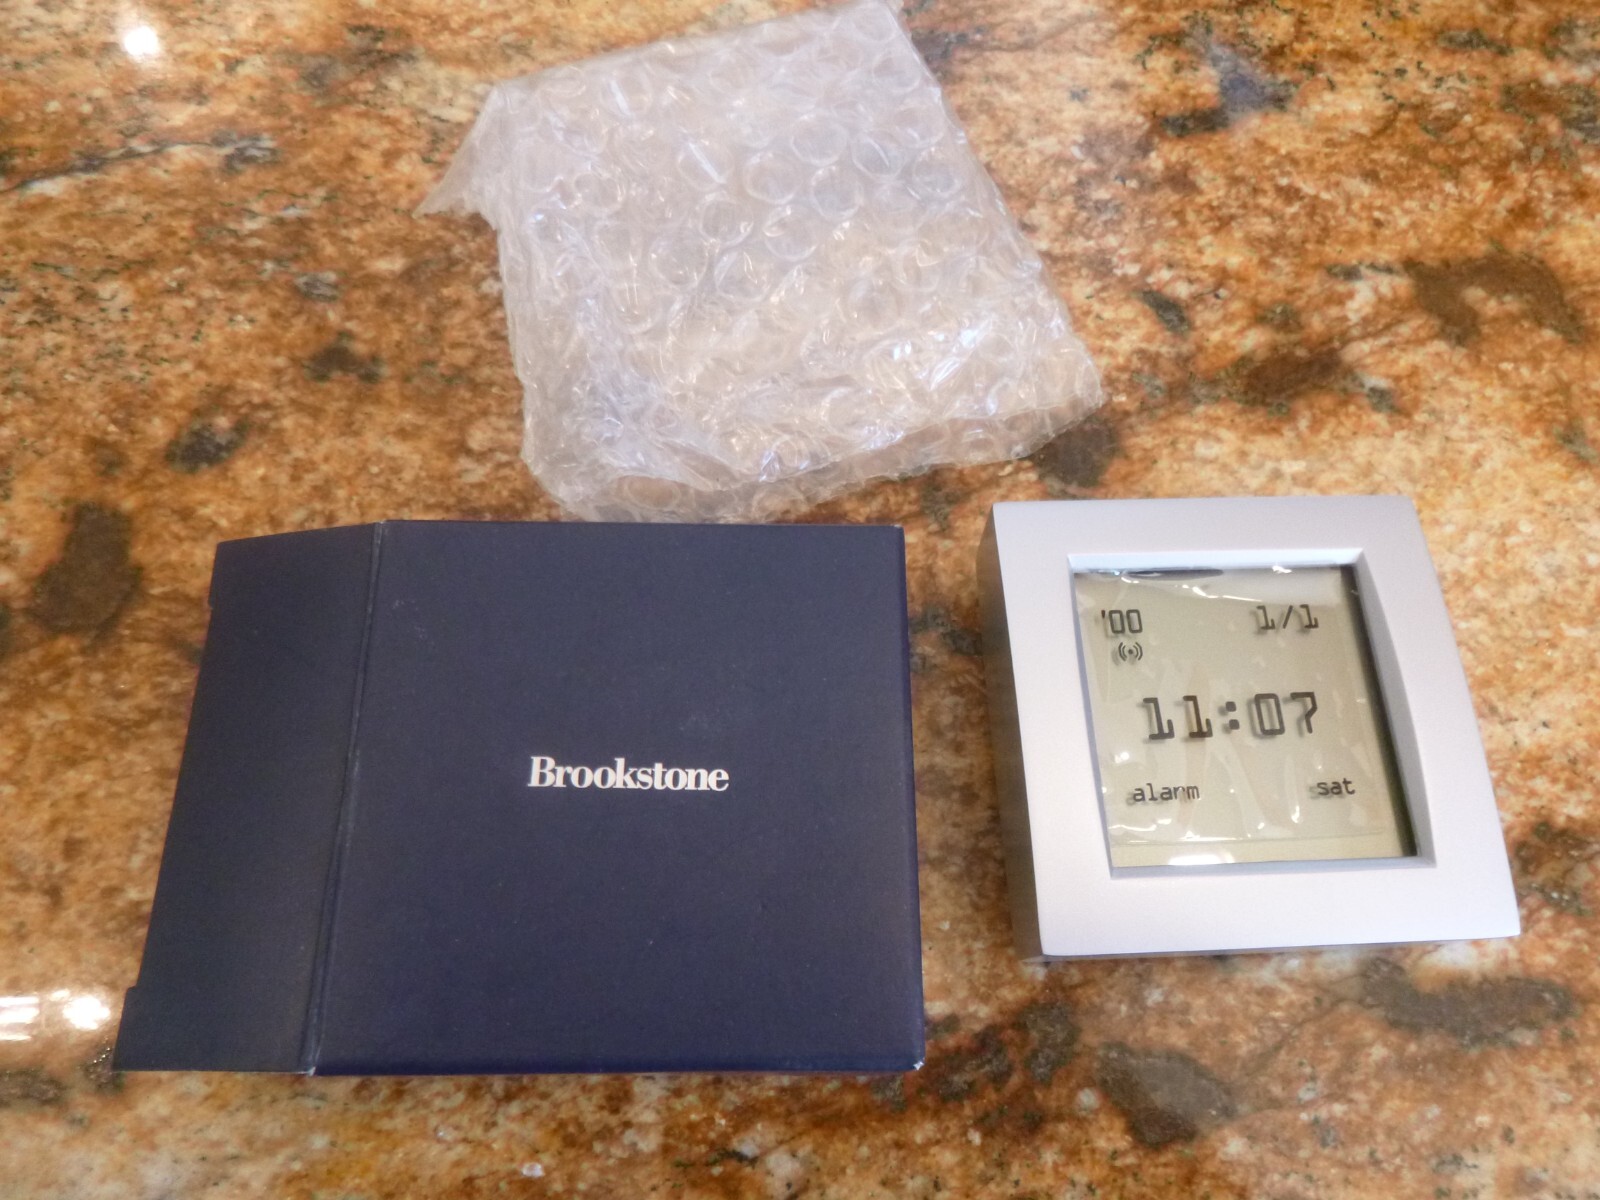 Brookstone
'00 1/1
11:07
alarm sat